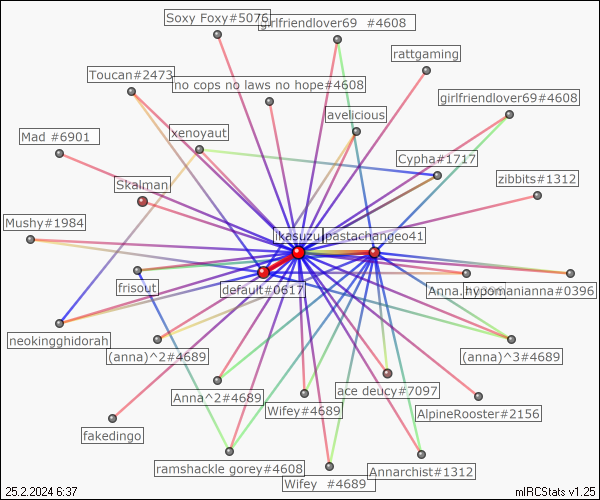 Soxy Foxy#5076
girlfriendlover69 #4608
rattgaming
Toucan#2473
no cops no laws no hope#4608
girlfriendlover69#4608
avelicious
Mad #6901
xenoyaut
Cypha#1717
zibbits#1312
Skalman
Mushy#1984
ikasuzu
pastachangeo41
frisout
default#0617
hypomanianna#0396
neokingghidorah
(anna)^2#4689
(anna)^3#4689
Anna^2#4689
Wifey#4689
ace deucy#7097
AlpineRooster#2156
fakedingo
ramshackle gorey#4608
Wifey #4689
Annarchist#1312
25.2.2024 6:37
mIRCStats v1.25